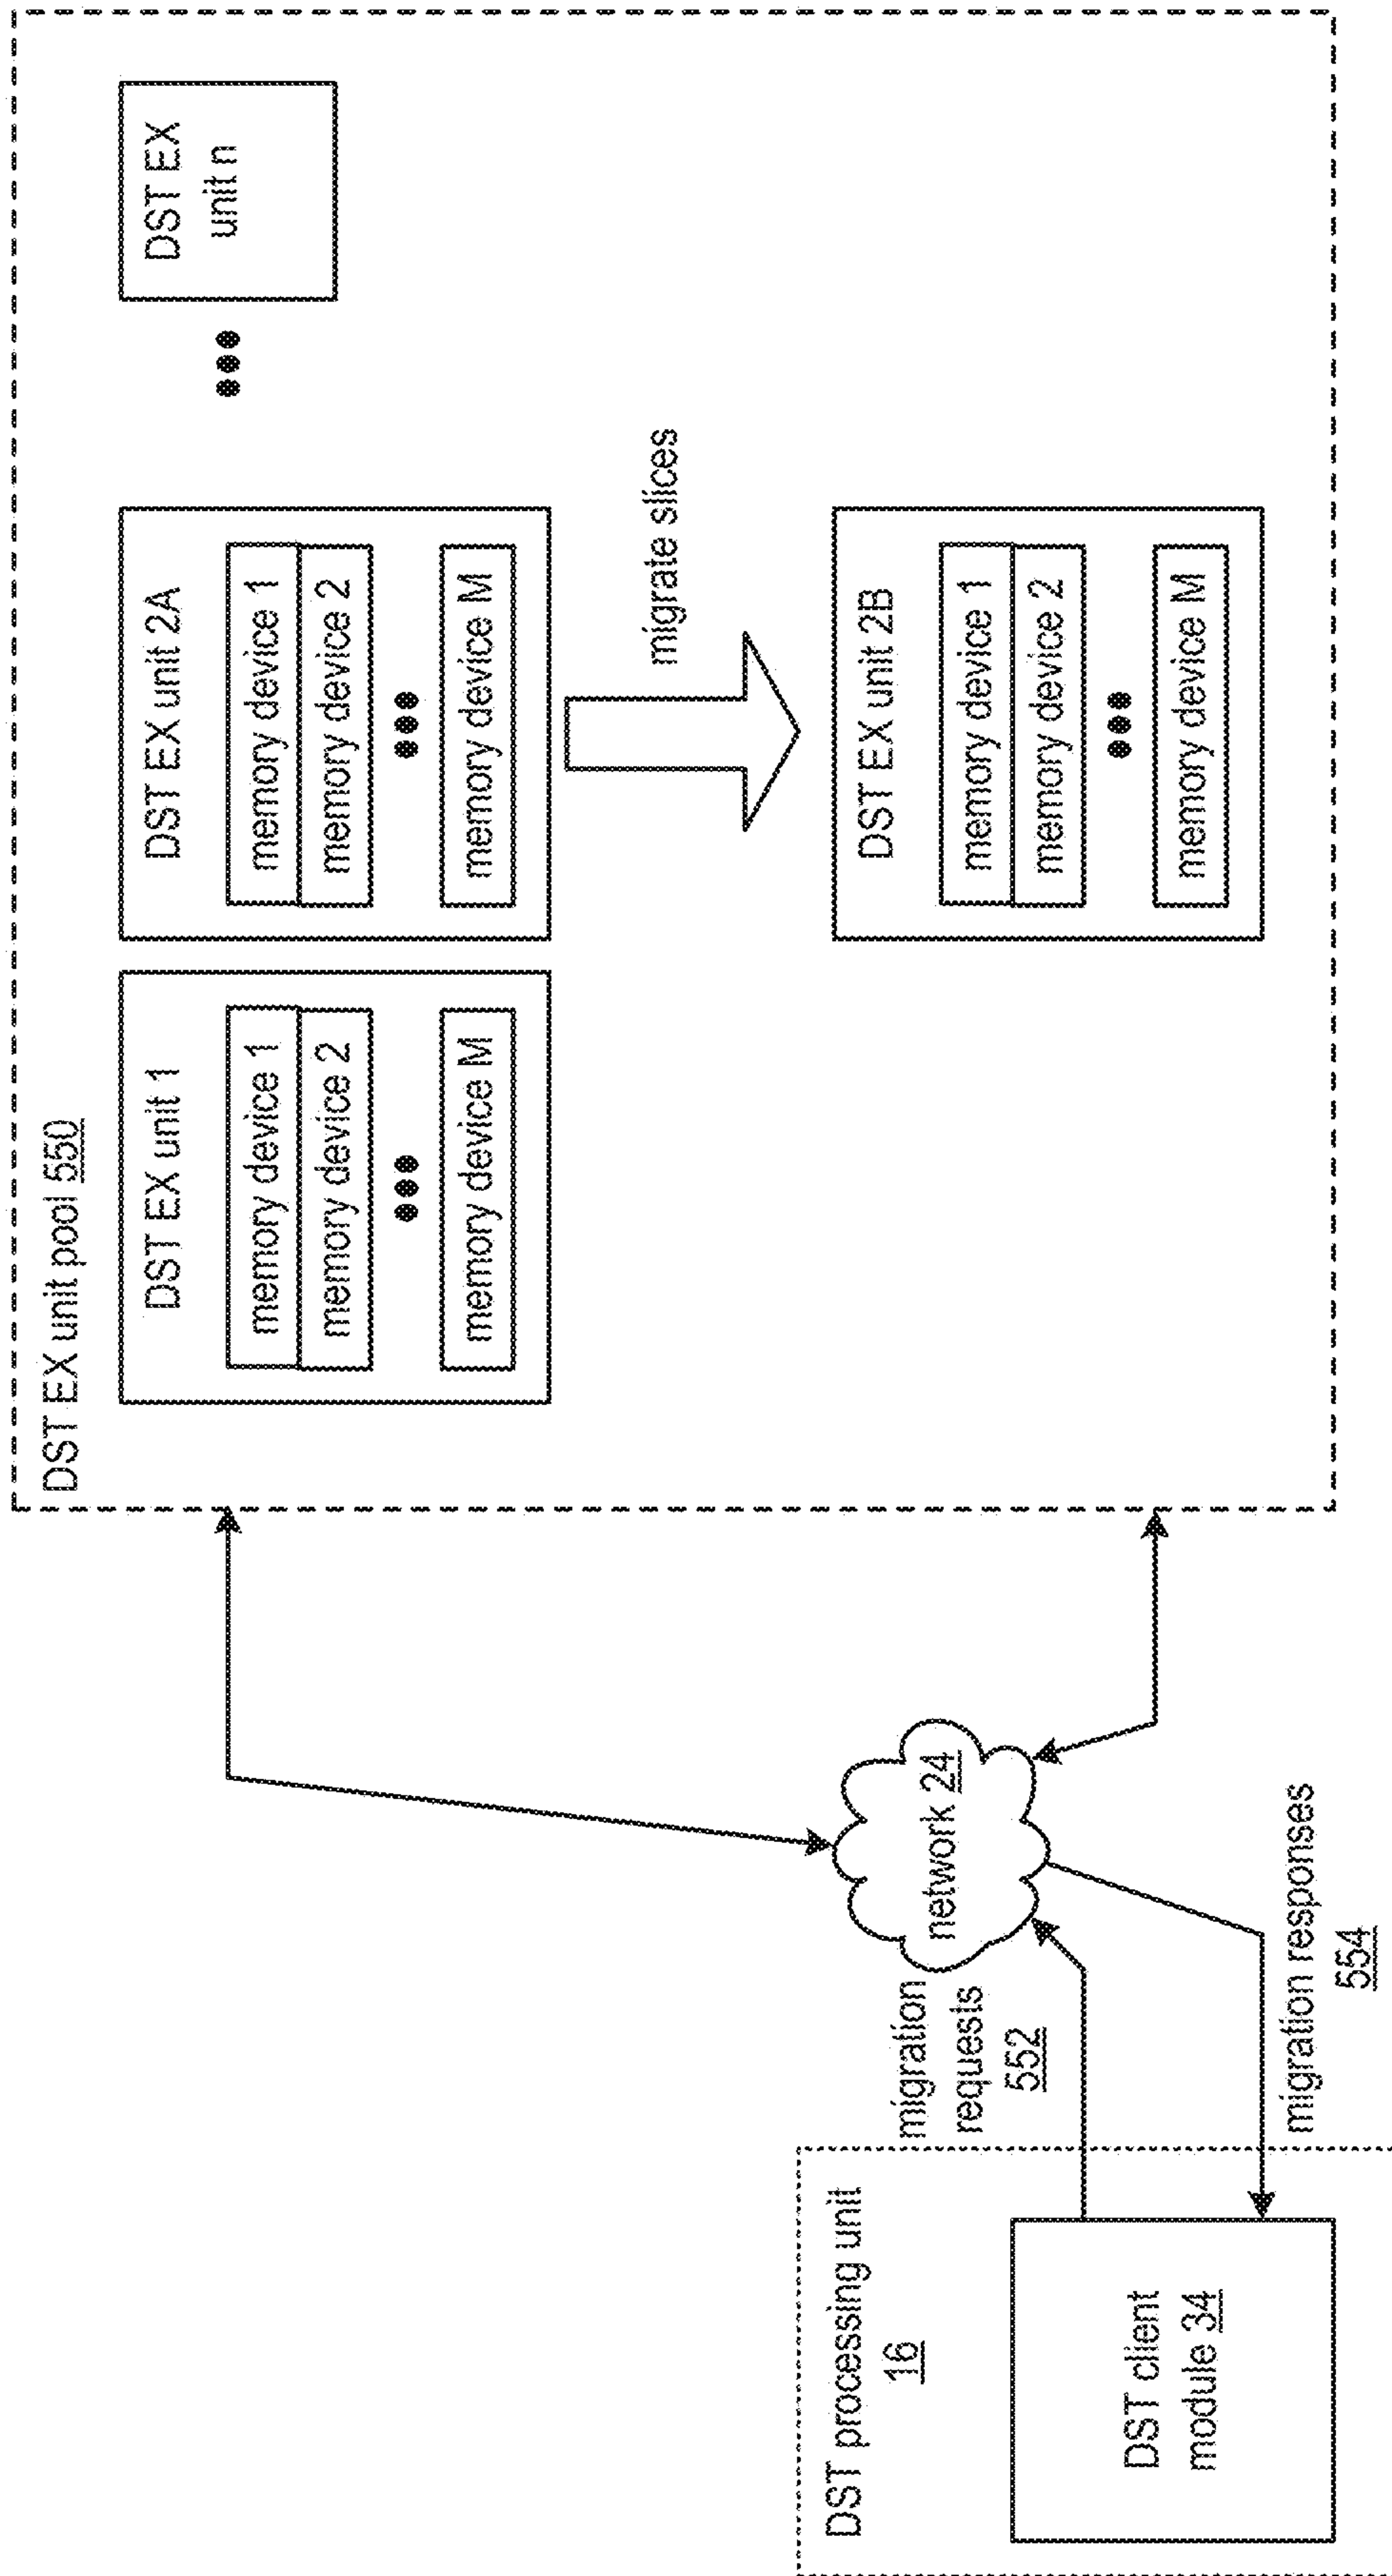 DST EX unit pool 550
DST EX unit 1
memory device 1
memory device 2
memory device M
DST EX unit 2A
memory device 1
memory device 2
memory device M
DST EX
unit n
migrate slices
DST EX unit 2B
memory device 1
memory device 2
memory device M
network 24
migration
requests
552
migration responses
554
DST processing unit
16
DST client
module 34